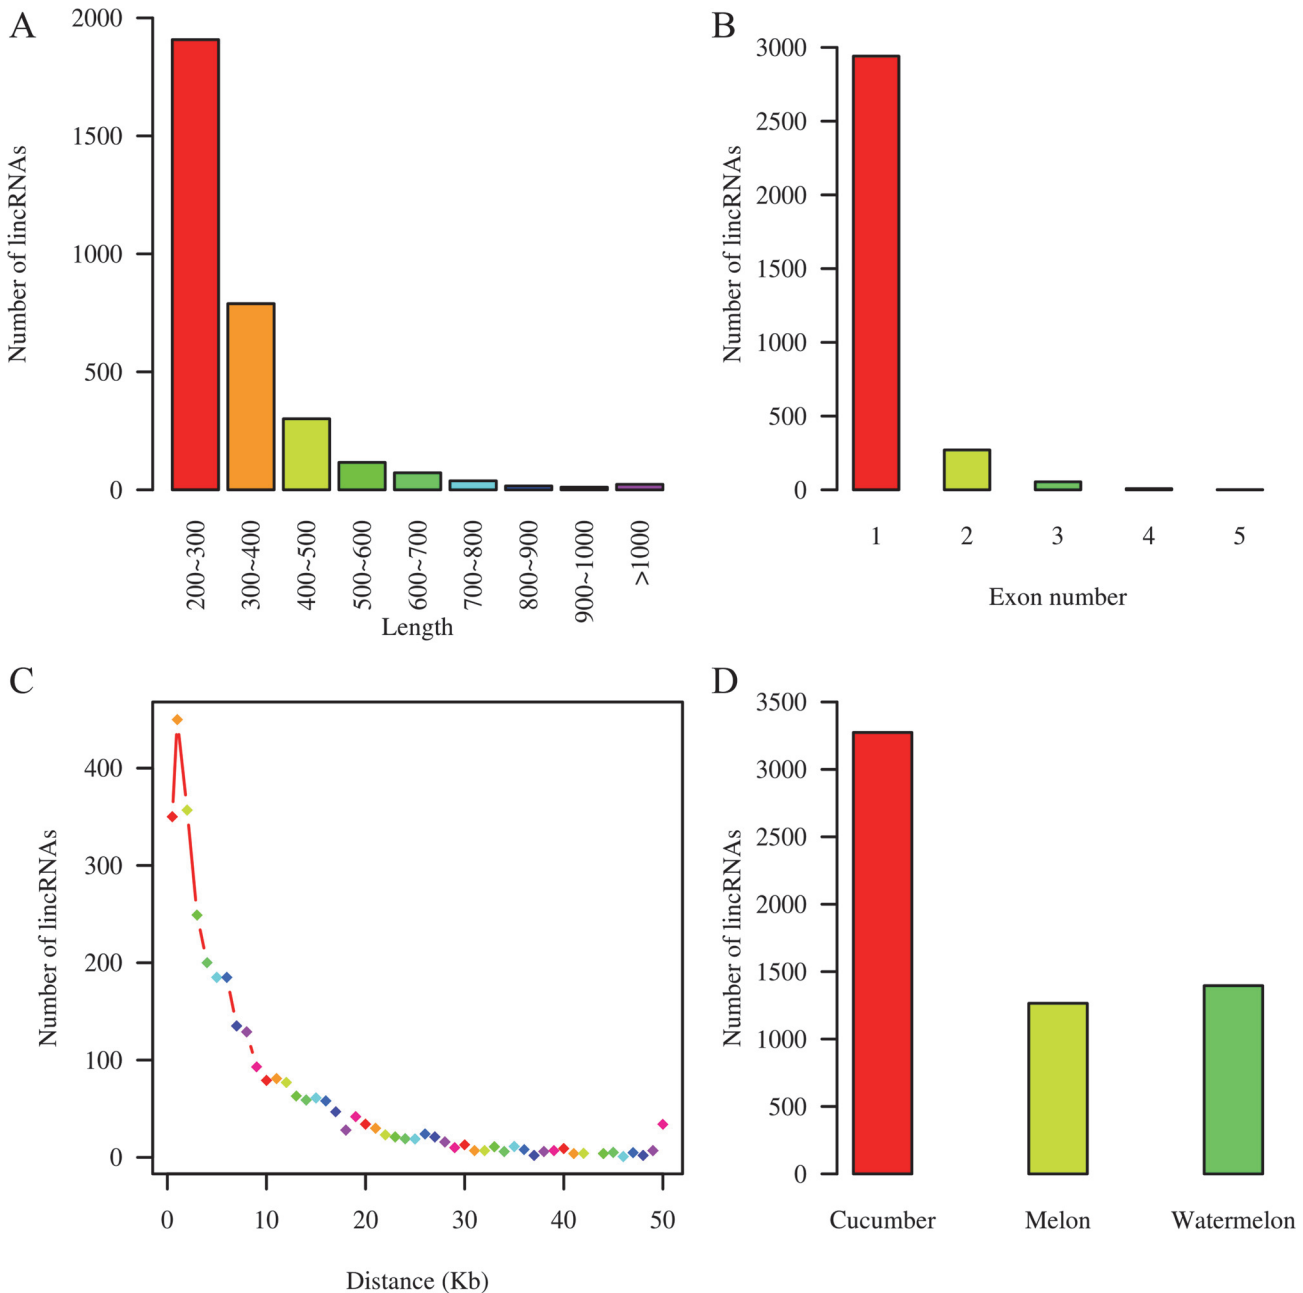 A
Number of lincRNAs
2000
1500
1000
500
0
200~300
300~400
400~500
500~600
600~700
700~800
800~900
900~1000
>1000
Length
B
Number of lincRNAs
3000
2500
2000
1500
1000
500
0
1 2 3 4 5
Exon number
C
Number of lincRNAs
400
300
200
100
0
0 10 20 30 40 50
Distance (Kb)
D
Number of lincRNAs
3500
3000
2500
2000
1500
1000
500
0
Cucumber Melon Watermelon